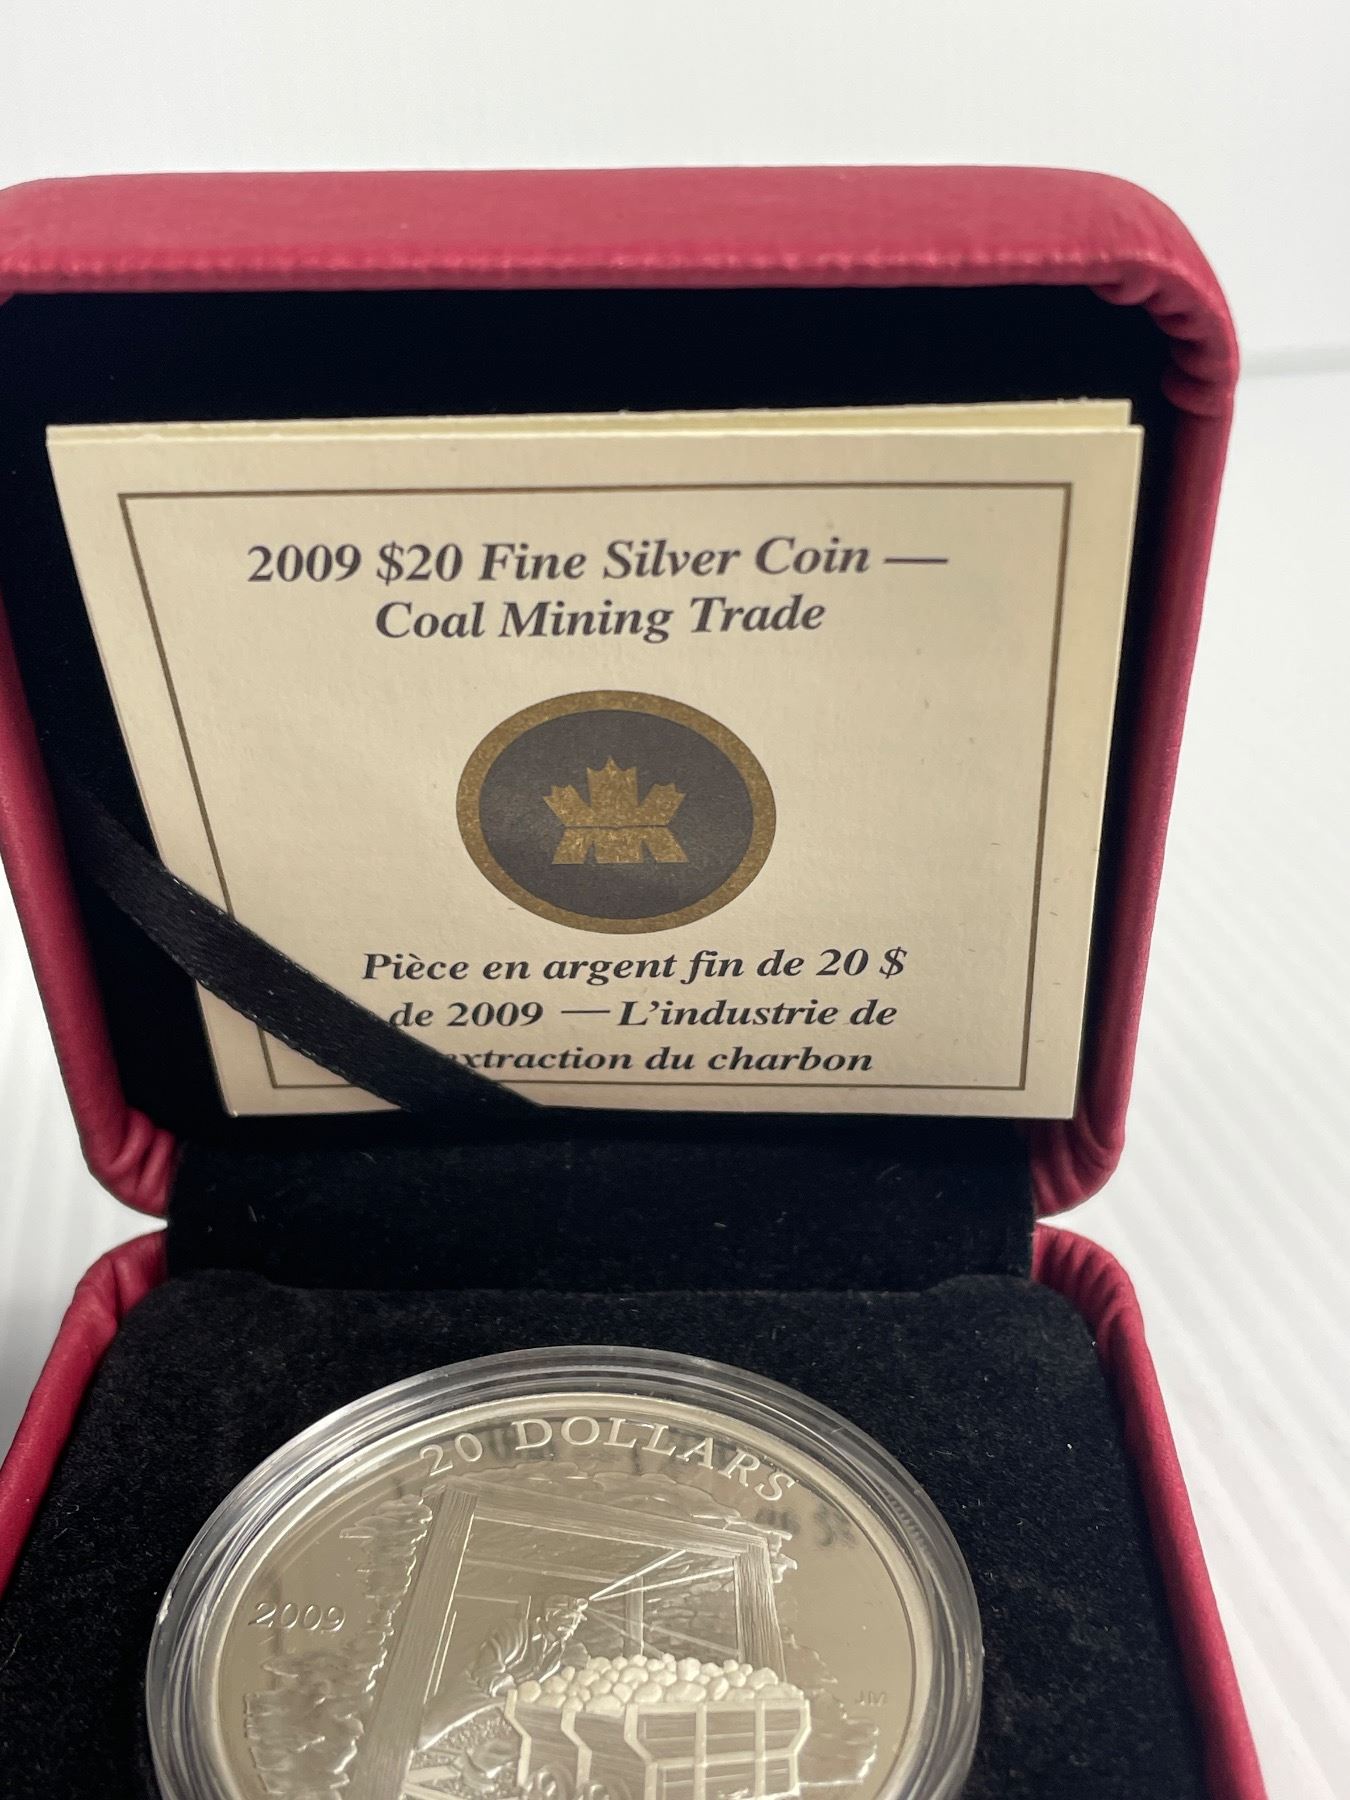 2009 $20 Fine Silver Coin —
Coal Mining Trade
Pièce en argent fin de 20 $
de 2009 — L'industrie de
extraction du charbon
20 DOLLARS
2009
JM